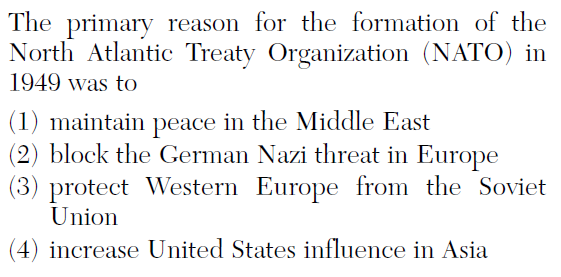 The primary reason for the formation of the
North Atlantic Treaty Organization (NATO) in
1949 was to
(1) maintain peace in the Middle East
(2) block the German Nazi threat in Europe
(3) protect Western Europe from the Soviet
Union
(4) increase United States influence in Asia